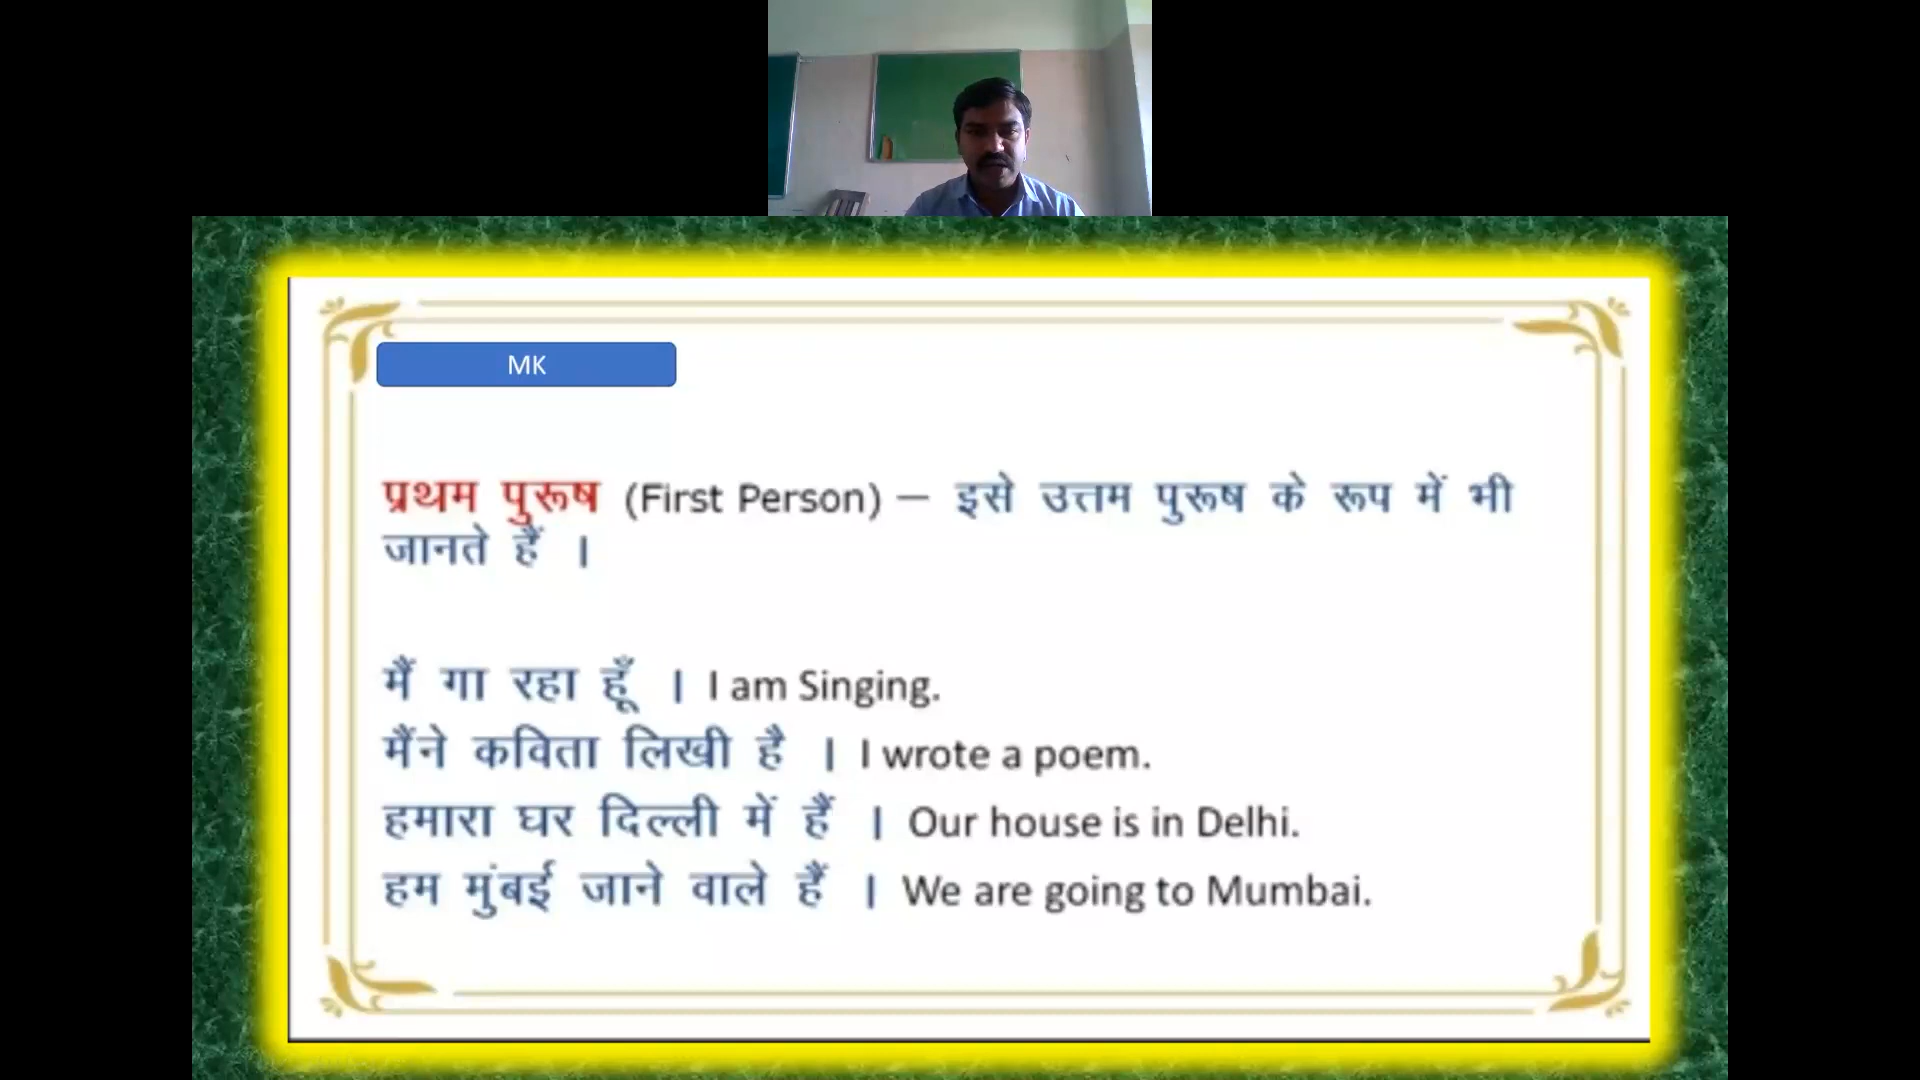 MK
प्रथम पुरूष (First Person) — इसे उत्तम पुरूष के रूप में भी
जानते हैं ।
मैं गा रहा हूँ । I am Singing.
मैंने कविता लिखी है । I wrote a poem.
हमारा घर दिल्ली में हैं । Our house is in Delhi.
हम मुंबई जाने वाले हैं । We are going to Mumbai.